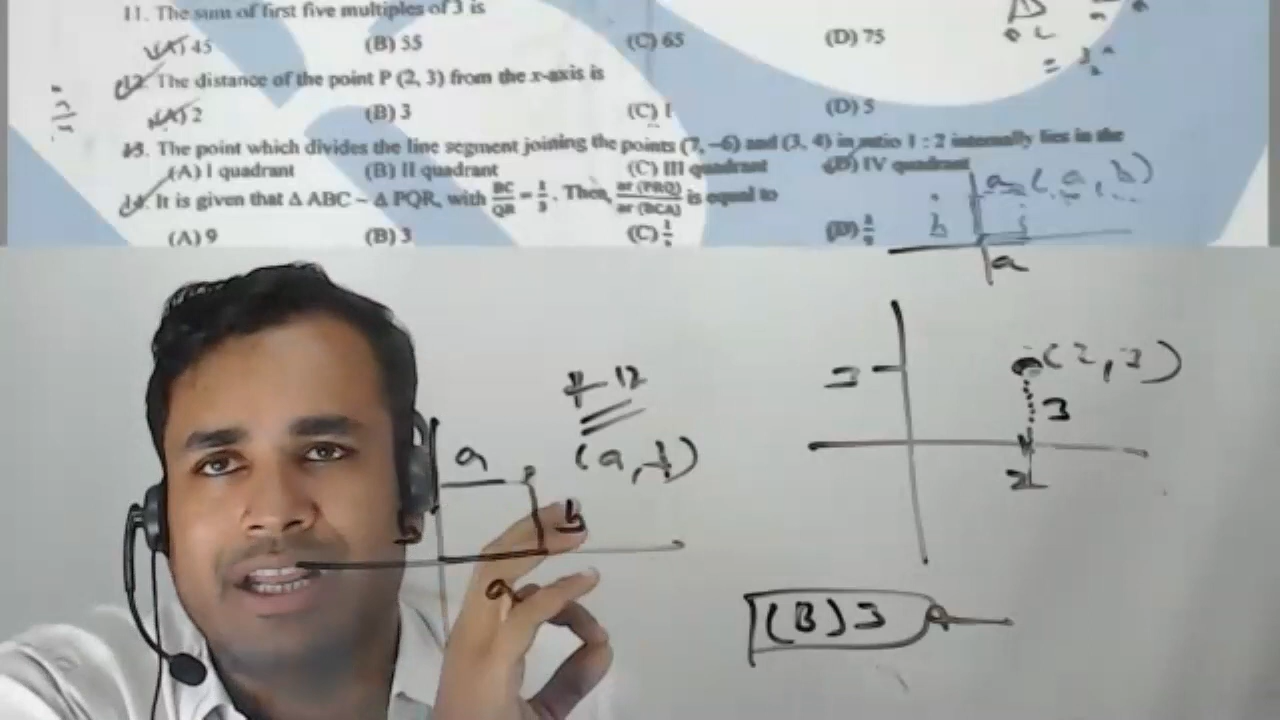 11. The sum of first five multiples of 3 is
(A) 45 (B) 55 (C) 65 (D) 75
12. The distance of the point P (2, 3) from the x-axis is
(A) 2 (B) 3 (C) 1 (D) 5
13. The point which divides the line segment joining the points (7, –6) and (3, 4) in ratio 1 : 2 internally lies in the
(A) I quadrant (B) II quadrant (C) III quadrant (D) IV quadrant
14. It is given that Δ ABC ~ Δ PQR, with BC/QR = 1/3. Then, ar (PRQ)/ar (BCA) is equal to
(A) 9 (B) 3
(a, b)
b
a
(2, 3)
3
3
2
12
a
b
a
(B) 3